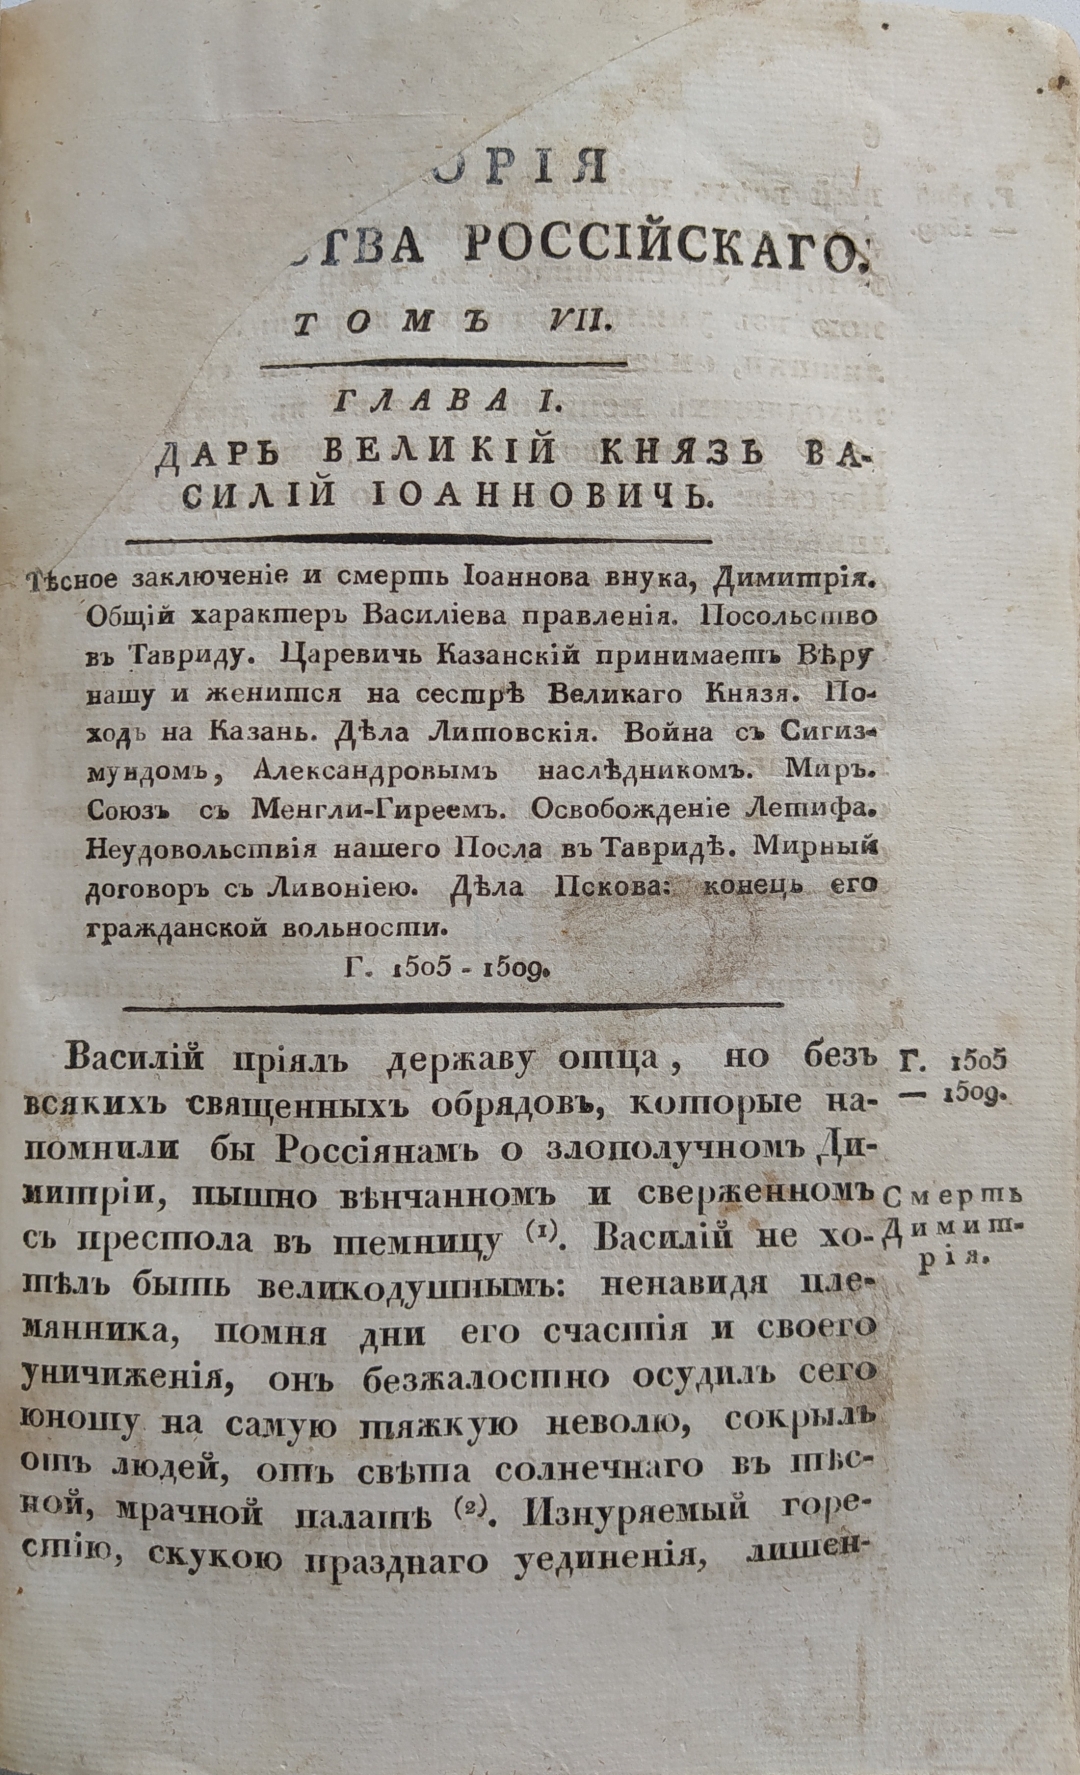 ОРІЯ
СТВА РОССІЙСКАГО.
ТОМЪ VII.
ГЛАВА I.
ДАРЬ ВЕЛИКІЙ КНЯЗЬ ВА-
СИЛІЙ ІОАННОВИЧЬ.
Тѣсное заключеніе и смерть Іоаннова внука, Димитрія.
Общій характеръ Василіева правленія. Посольство
въ Тавриду. Царевичь Казанскій принимаетъ Вѣру
нашу и женится на сестрѣ Великаго Князя. По-
ходъ на Казань. Дѣла Литовскія. Война съ Сигиз-
мундомъ, Александровымъ наслѣдникомъ. Миръ.
Союзъ съ Менгли-Гиреемъ. Освобожденіе Летифа.
Неудовольствія нашего Посла въ Тавридѣ. Мирный
договоръ съ Ливоніею. Дѣла Пскова: конецъ его
гражданской вольности.
Г. 1505 - 1509.
Василій пріялъ державу отца, но безъ
всякихъ священныхъ обрядовъ, которые на-
помнили бы Россіянамъ о злополучномъ Ди-
митріи, пышно вѣнчанномъ и сверженномъ
съ престола въ темницу (1). Василій не хо-
тѣлъ быть великодушнымъ: ненавидя пле-
мянника, помня дни его счастія и своего
уничиженія, онъ безжалостно осудилъ сего
юношу на самую тяжкую неволю, сокрылъ
отъ людей, отъ свѣта солнечнаго въ тѣс-
ной, мрачной палатѣ (2). Изнуряемый горе-
стію, скукою празднаго уединенія, лишен-
Г. 1505
— 1509.
Смерть
Димит-
рія.